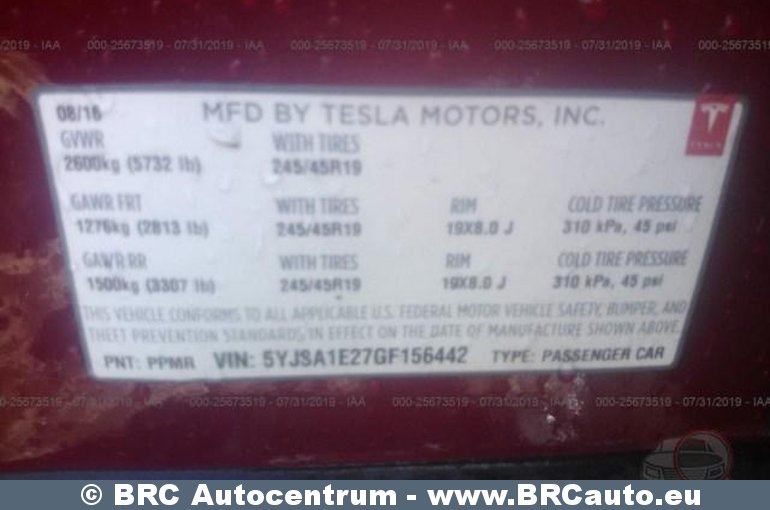 /2019 - IAA 000-25673519 - 07/31/2019 - IAA 000-25673519 - 07/31/2019 - IAA 000-25673519 - 07/31/2019
08/16 MFD BY TESLA MOTORS, INC.
TESLA
GVWR WITH TIRES
2600kg (5732 lb) 245/45R19
GAWR FRT WITH TIRES RIM COLD TIRE PRESSURE
1276kg (2813 lb) 245/45R19 19X8.0 J 310 kPa, 45 psi
GAWR RR WITH TIRES RIM COLD TIRE PRESSURE
1500kg (3307 lb) 245/45R19 19X8.0 J 310 kPa, 45 psi
THIS VEHICLE CONFORMS TO ALL APPLICABLE U.S. FEDERAL MOTOR VEHICLE SAFETY, BUMPER, AND
THEFT PREVENTION STANDARDS IN EFFECT ON THE DATE OF MANUFACTURE SHOWN ABOVE.
PNT: PPMR VIN: 5YJSA1E27GF156442 TYPE: PASSENGER CAR
/2019 - IAA 000-25673519 - 07/31/2019 - IAA 000-25673519 - 07/31/2019 - IAA 000-25673519 - 07/31/2019
© BRC Autocentrum - www.BRCauto.eu